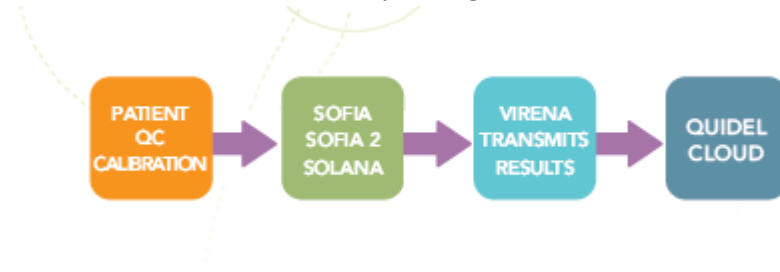 PATIENT
QC
CALIBRATION
SOFIA
SOFIA 2
SOLANA
VIRENA
TRANSMITS
RESULTS
QUIDEL
CLOUD